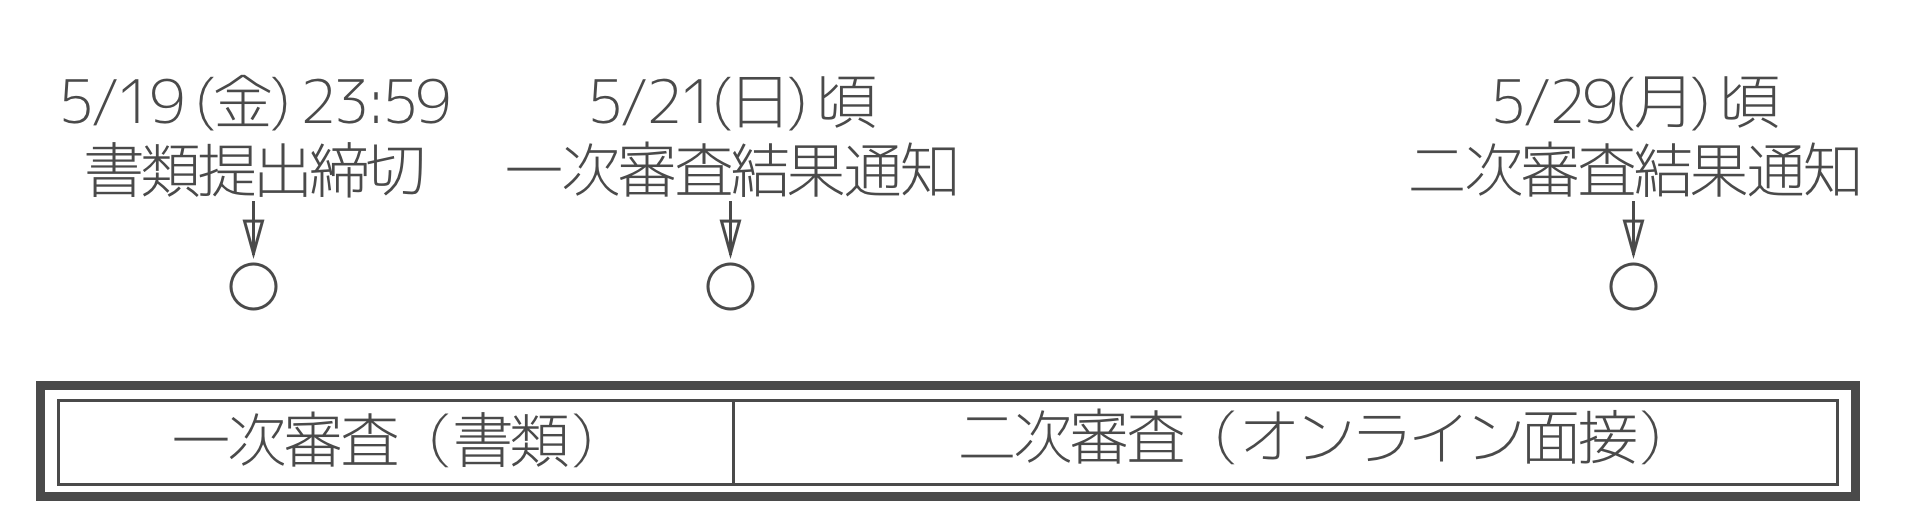 5/19 (金) 23:59
書類提出締切
5/21(日) 頃
一次審査結果通知
5/29(月) 頃
二次審査結果通知
一次審査（書類）
二次審査（オンライン面接）